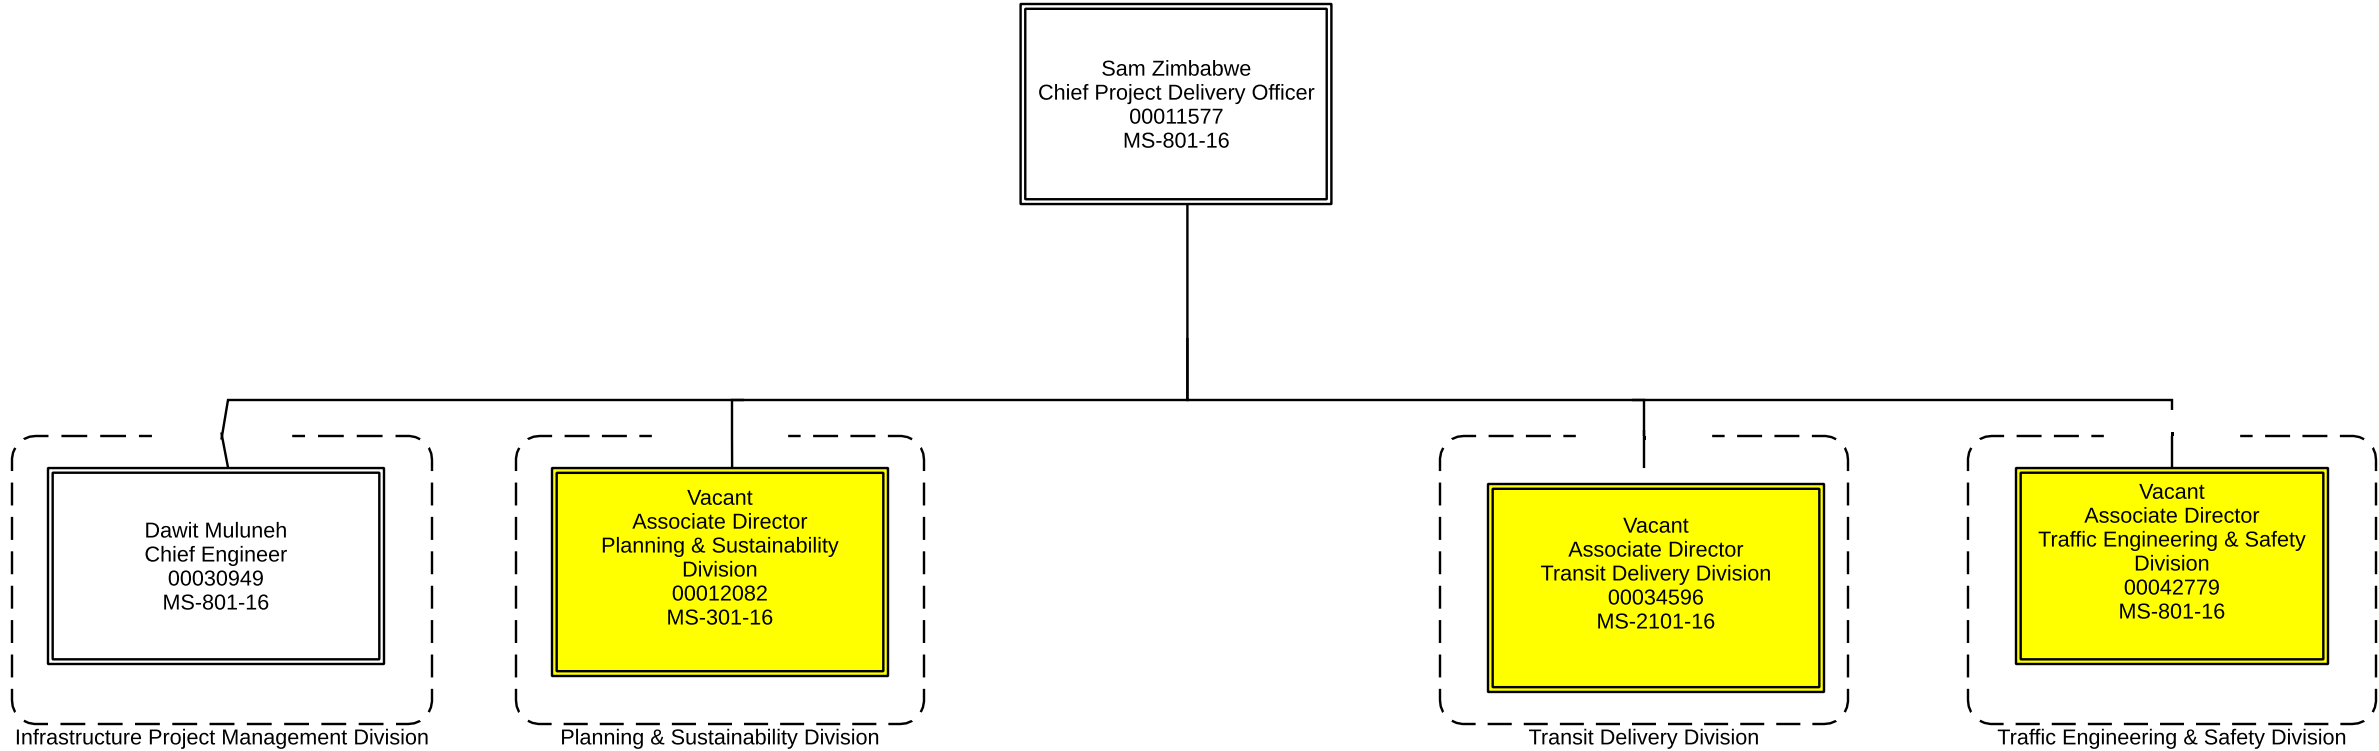 Sam Zimbabwe
Chief Project Delivery Officer
00011577
MS-801-16
Dawit Muluneh
Chief Engineer
00030949
MS-801-16
Infrastructure Project Management Division
Vacant
Associate Director
Planning & Sustainability
Division
00012082
MS-301-16
Planning & Sustainability Division
Vacant
Associate Director
Transit Delivery Division
00034596
MS-2101-16
Transit Delivery Division
Vacant
Associate Director
Traffic Engineering & Safety
Division
00042779
MS-801-16
Traffic Engineering & Safety Division